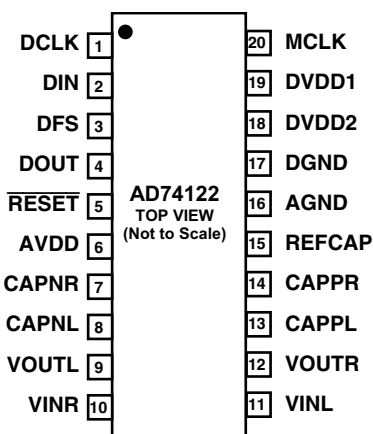 DCLK 1 20 MCLK
DIN 2 19 DVDD1
DFS 3 18 DVDD2
DOUT 4 17 DGND
RESET 5 16 AGND
AVDD 6 15 REFCAP
CAPNR 7 14 CAPPR
CAPNL 8 13 CAPPL
VOUTL 9 12 VOUTR
VINR 10 11 VINL
AD74122
TOP VIEW
(Not to Scale)